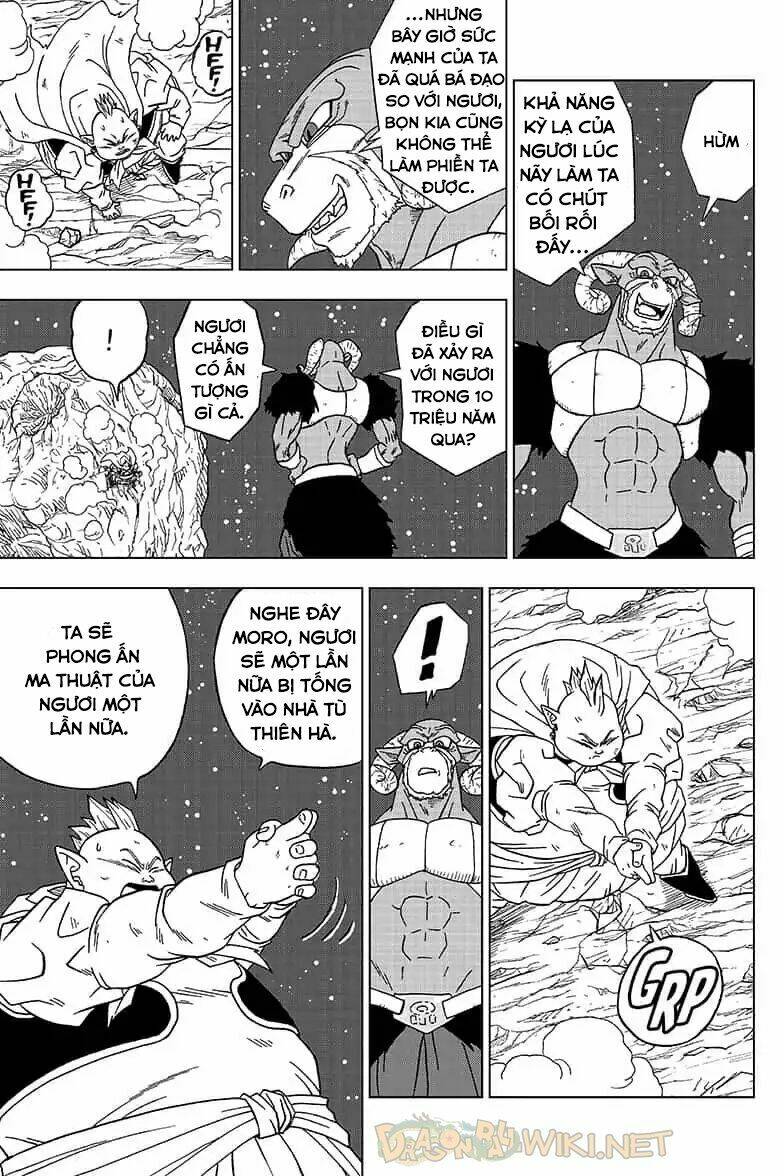 HỪM
KHẢ NĂNG
KỲ LẠ CỦA
NGƯƠI LÚC
NÃY LÀM TA
CÓ CHÚT
BỐI RỐI
ĐẤY...
...NHƯNG
BÂY GIỜ SỨC
MẠNH CỦA TA
ĐÃ QUÁ BÁ ĐẠO
SO VỚI NGƯƠI,
BỌN KIA CŨNG
KHÔNG THỂ
LÀM PHIỀN TA
ĐƯỢC.
HFF!
HFF!
ĐIỀU GÌ
ĐÃ XẢY RA
VỚI NGƯƠI
TRONG 10
TRIỆU NĂM
QUA?
NGƯƠI
CHẲNG
CÓ ẤN
TƯỢNG
GÌ CẢ.
!
GRP
!
NGHE ĐÂY
MORO, NGƯƠI
SẼ MỘT LẦN
NỮA BỊ TỐNG
VÀO NHÀ TÙ
THIÊN HÀ.
TA SẼ
PHONG ẤN
MA THUẬT CỦA
NGƯƠI MỘT
LẦN NỮA.
DRAGONBALLWIKI.NET